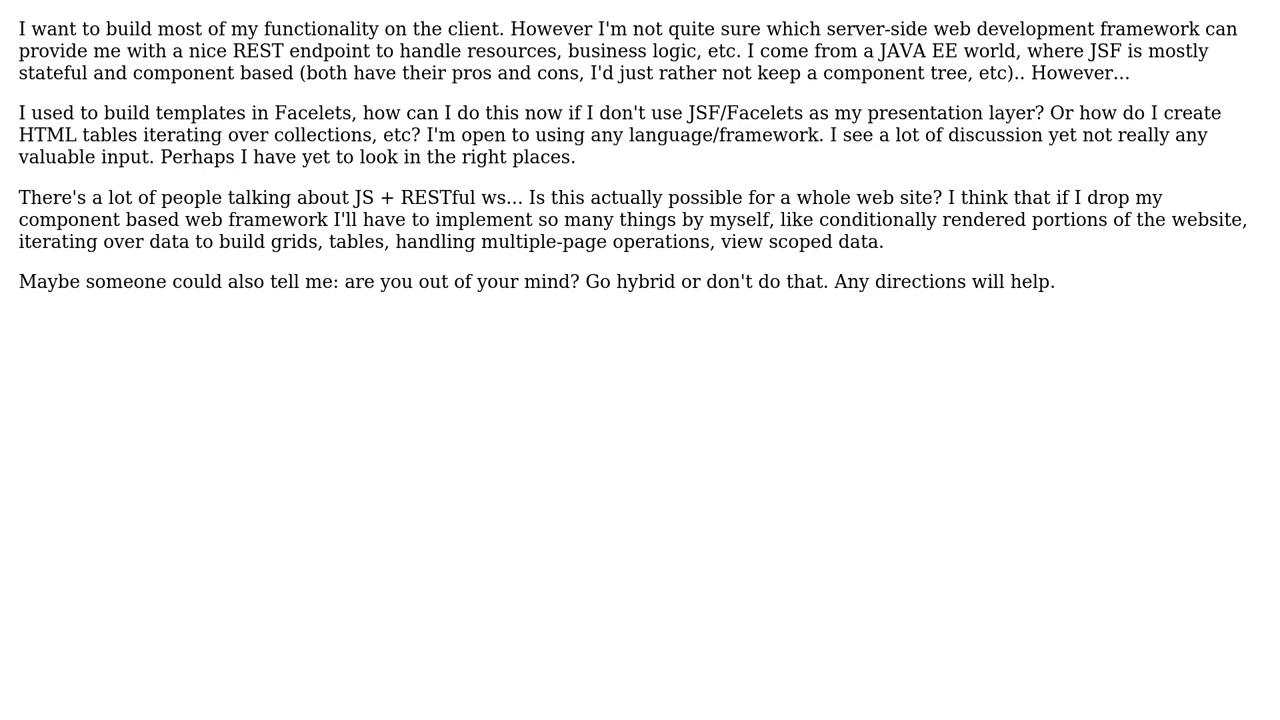 I want to build most of my functionality on the client. However I'm not quite sure which server-side web development framework can
provide me with a nice REST endpoint to handle resources, business logic, etc. I come from a JAVA EE world, where JSF is mostly
stateful and component based (both have their pros and cons, I'd just rather not keep a component tree, etc).. However...
I used to build templates in Facelets, how can I do this now if I don't use JSF/Facelets as my presentation layer? Or how do I create
HTML tables iterating over collections, etc? I'm open to using any language/framework. I see a lot of discussion yet not really any
valuable input. Perhaps I have yet to look in the right places.
There's a lot of people talking about JS + RESTful ws... Is this actually possible for a whole web site? I think that if I drop my
component based web framework I'll have to implement so many things by myself, like conditionally rendered portions of the website,
iterating over data to build grids, tables, handling multiple-page operations, view scoped data.
Maybe someone could also tell me: are you out of your mind? Go hybrid or don't do that. Any directions will help.